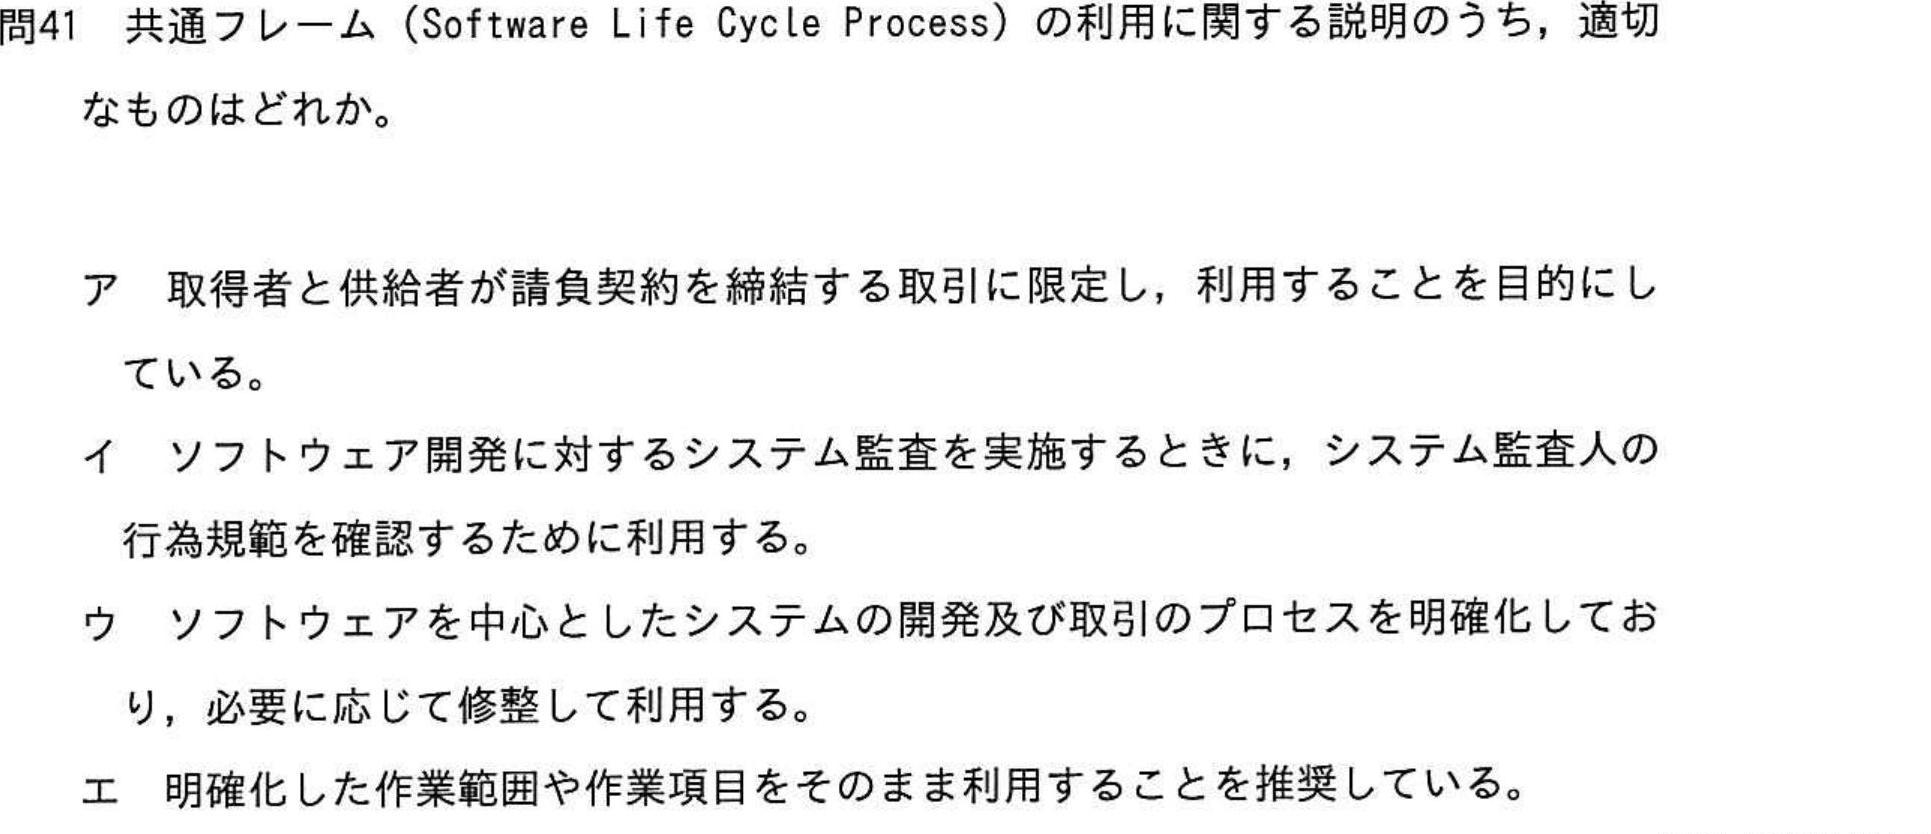 問41　共通フレーム（Software Life Cycle Process）の利用に関する説明のうち，適切
なものはどれか。
ア　取得者と供給者が請負契約を締結する取引に限定し，利用することを目的にし
ている。
イ　ソフトウェア開発に対するシステム監査を実施するときに，システム監査人の
行為規範を確認するために利用する。
ウ　ソフトウェアを中心としたシステムの開発及び取引のプロセスを明確化してお
り，必要に応じて修整して利用する。
エ　明確化した作業範囲や作業項目をそのまま利用することを推奨している。